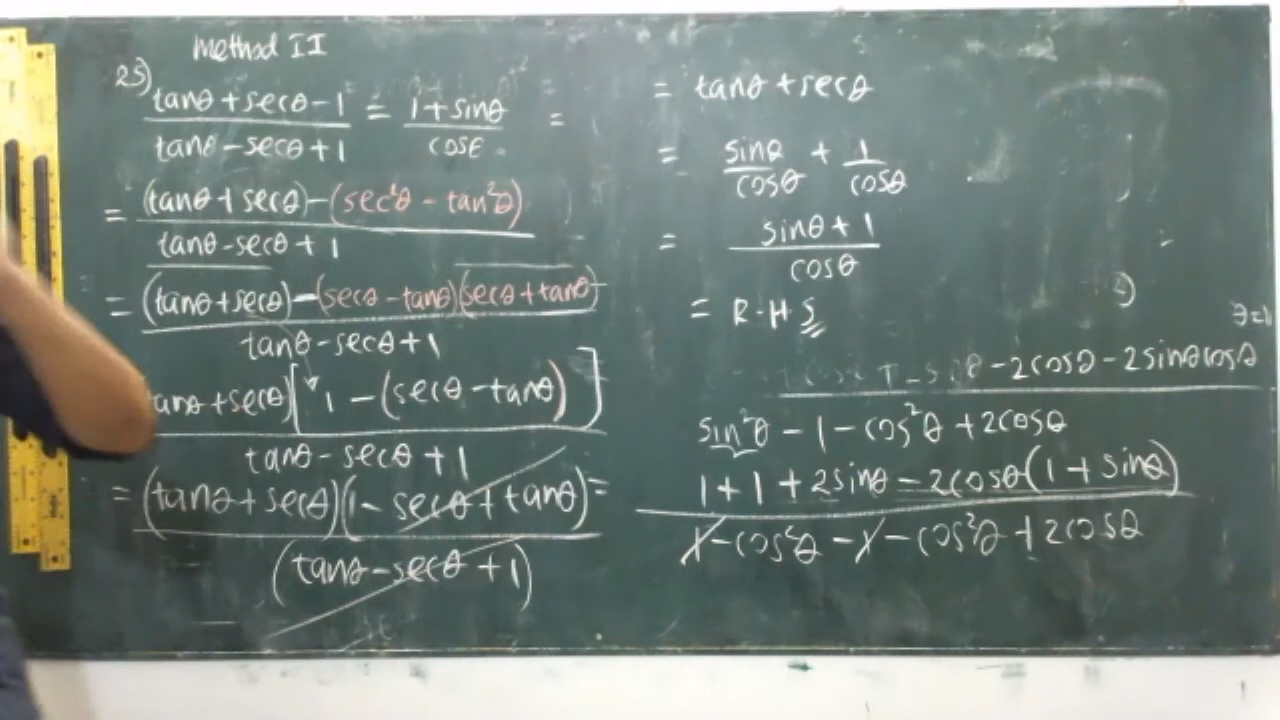 Method II
25) (tanθ + secθ - 1)/(tanθ - secθ + 1) = (1 + sinθ)/cosθ =
= ((tanθ + secθ) - (sec²θ - tan²θ))/(tanθ - secθ + 1)
= ((tanθ + secθ) - (secθ - tanθ)(secθ + tanθ))/(tanθ - secθ + 1)
(tanθ + secθ)[1 - (secθ - tanθ)]/(tanθ - secθ + 1)
= (tanθ + secθ)(1 - secθ + tanθ)/(tanθ - secθ + 1) =
= tanθ + secθ
= sinθ/cosθ + 1/cosθ
= (sinθ + 1)/cosθ
= R.H.S
- 2cosθ - 2sinθcosθ
sin²θ - 1 - cos²θ + 2cosθ
1 + 1 + 2sinθ - 2cosθ(1 + sinθ)
1 - cos²θ - 1 - cos²θ + 2cosθ